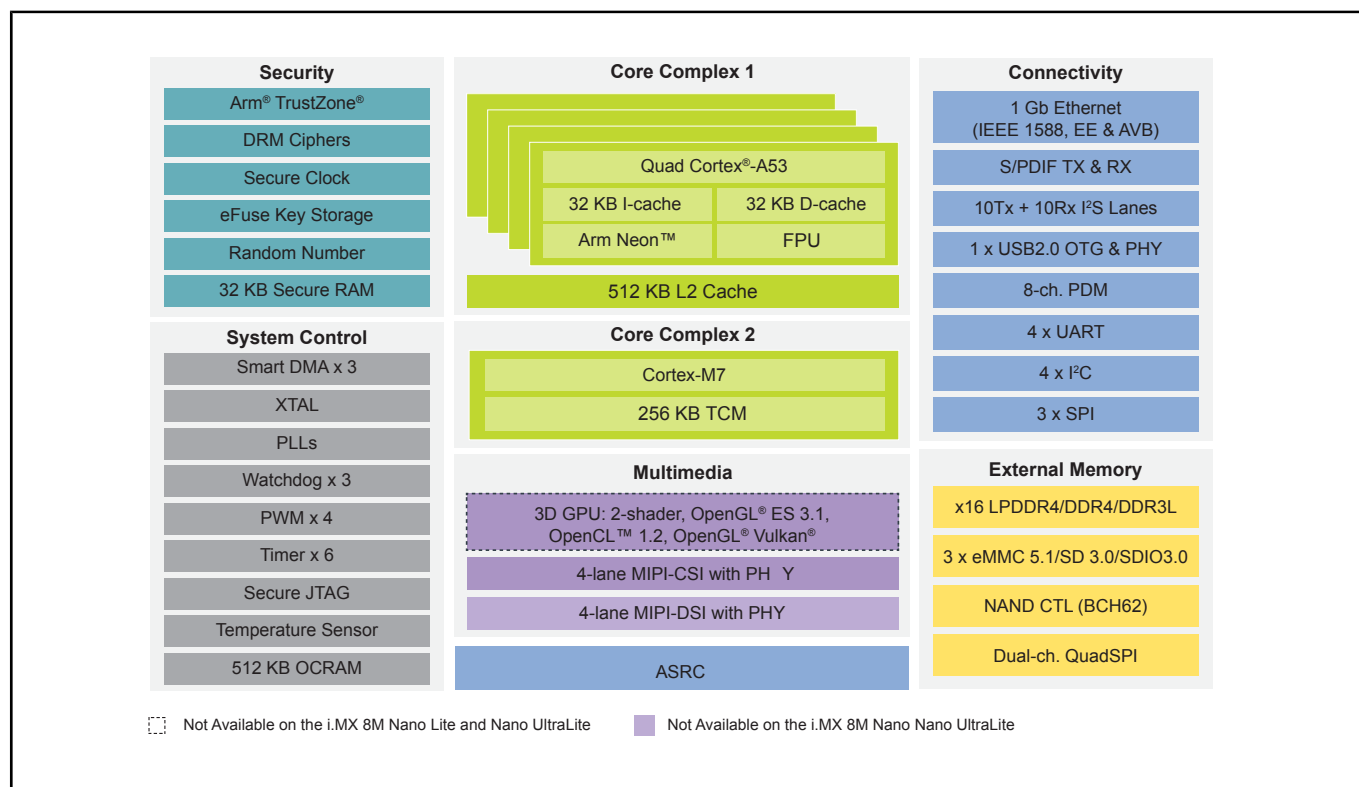 Security
Arm® TrustZone®
DRM Ciphers
Secure Clock
eFuse Key Storage
Random Number
32 KB Secure RAM
System Control
Smart DMA x 3
XTAL
PLLs
Watchdog x 3
PWM x 4
Timer x 6
Secure JTAG
Temperature Sensor
512 KB OCRAM
Core Complex 1
Quad Cortex®-A53
32 KB I-cache
32 KB D-cache
Arm Neon™
FPU
512 KB L2 Cache
Core Complex 2
Cortex-M7
256 KB TCM
Multimedia
3D GPU: 2-shader, OpenGL® ES 3.1,
OpenCL™ 1.2, OpenGL® Vulkan®
4-lane MIPI-CSI with PH Y
4-lane MIPI-DSI with PHY
ASRC
Connectivity
1 Gb Ethernet
(IEEE 1588, EE & AVB)
S/PDIF TX & RX
10Tx + 10Rx I²S Lanes
1 x USB2.0 OTG & PHY
8-ch. PDM
4 x UART
4 x I²C
3 x SPI
External Memory
x16 LPDDR4/DDR4/DDR3L
3 x eMMC 5.1/SD 3.0/SDIO3.0
NAND CTL (BCH62)
Dual-ch. QuadSPI
Not Available on the i.MX 8M Nano Lite and Nano UltraLite
Not Available on the i.MX 8M Nano Nano UltraLite